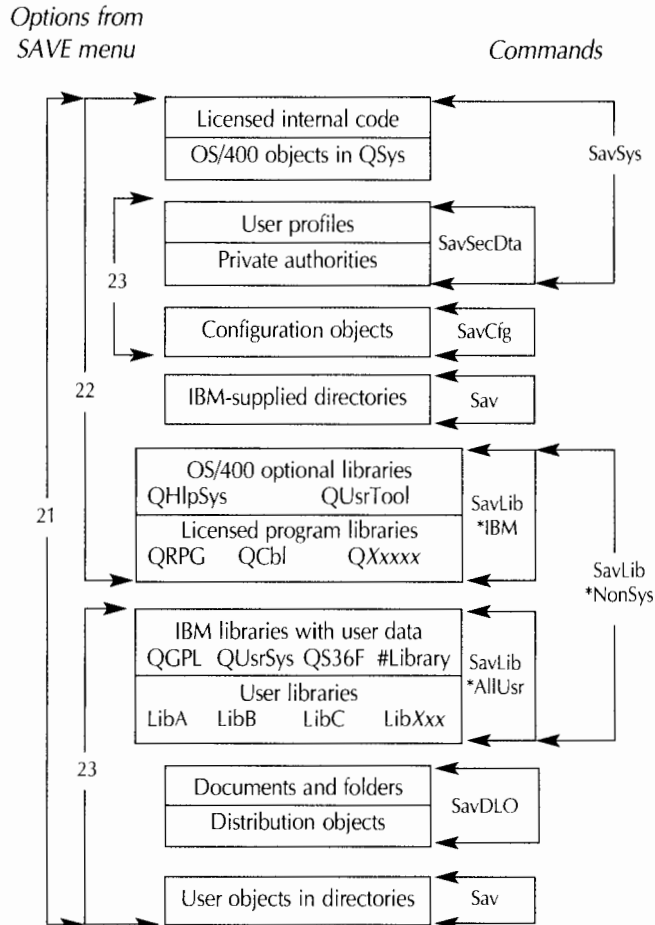 Options from
SAVE menu
Commands
Licensed internal code
OS/400 objects in QSys
SavSys
User profiles
Private authorities
SavSecDta
23
Configuration objects
SavCfg
IBM-supplied directories
Sav
22
OS/400 optional libraries
QHlpSys QUsrTool
Licensed program libraries
QRPG QCbl QXxxxx
SavLib
*IBM
21
SavLib
*NonSys
IBM libraries with user data
QGPL QUsrSys QS36F #Library
User libraries
LibA LibB LibC LibXxx
SavLib
*AllUsr
23
Documents and folders
Distribution objects
SavDLO
User objects in directories
Sav